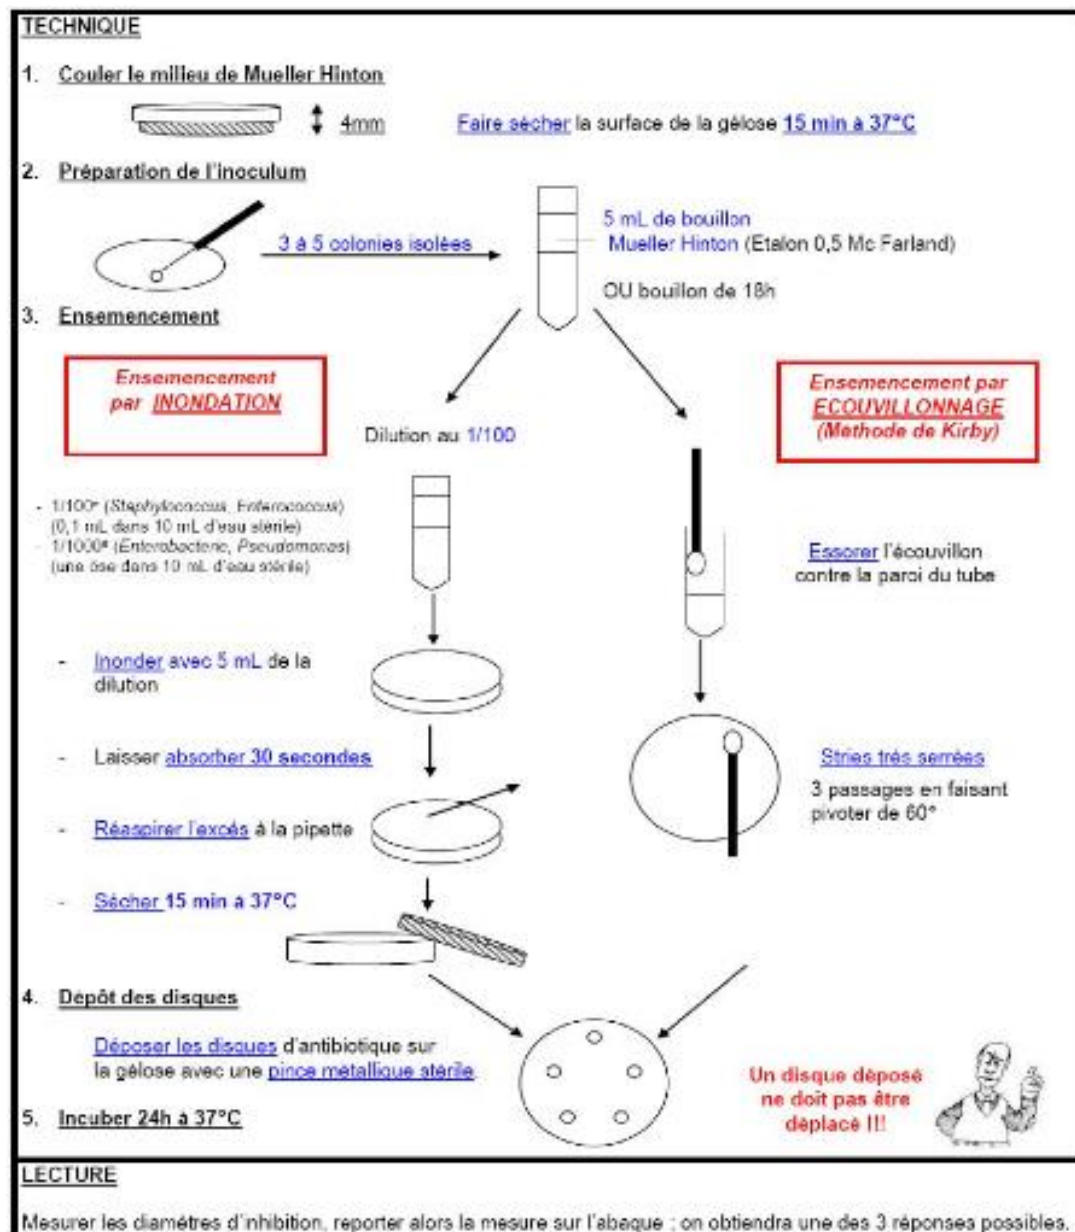 TECHNIQUE
1. Couler le milieu de Mueller Hinton
4mm
Faire sécher la surface de la gélose 15 min à 37°C
2. Préparation de l'inoculum
3 à 5 colonies isolées
5 mL de bouillon
Mueller Hinton (Etalon 0,5 Mc Farland)
OU bouillon de 18h
3. Ensemencement
Ensemencement
par INONDATION
Ensemencement par
ECOUVILLONNAGE
(Méthode de Kirby)
Dilution au 1/100
- 1/100e (Staphylococcus, Enterococcus)
(0,1 mL dans 10 mL d'eau stérile)
- 1/1000e (Enterobacterie, Pseudomonas)
(une öse dans 10 mL d'eau stérile)
Essorer l'écouvillon
contre la paroi du tube
- Inonder avec 5 mL de la
dilution
- Laisser absorber 30 secondes
- Réaspirer l'excès à la pipette
- Sécher 15 min à 37°C
Stries très serrées
3 passages en faisant
pivoter de 60°
4. Dépôt des disques
Déposer les disques d'antibiotique sur
la gélose avec une pince métallique stérile.
Un disque déposé
ne doit pas être
déplacé !!!
5. Incuber 24h à 37°C
LECTURE
Mesurer les diamètres d'inhibition, reporter alors la mesure sur l'abaque ; on obtiendra une des 3 réponses possibles.